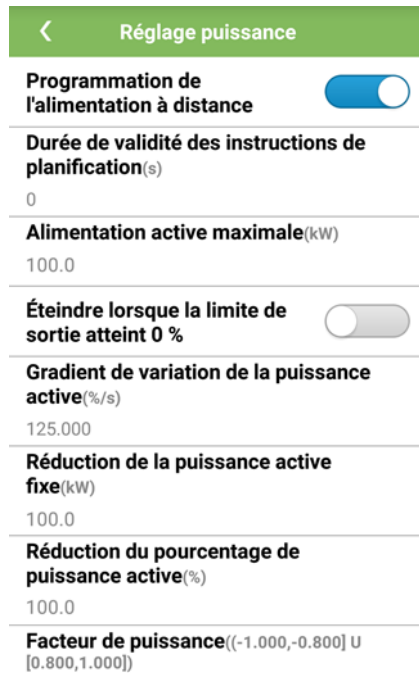 Réglage puissance
Programmation de
l'alimentation à distance
Durée de validité des instructions de
planification(s)
0
Alimentation active maximale(kW)
100.0
Éteindre lorsque la limite de
sortie atteint 0 %
Gradient de variation de la puissance
active(%/s)
125.000
Réduction de la puissance active
fixe(kW)
100.0
Réduction du pourcentage de
puissance active(%)
100.0
Facteur de puissance((-1.000,-0.800] U
[0.800,1.000])